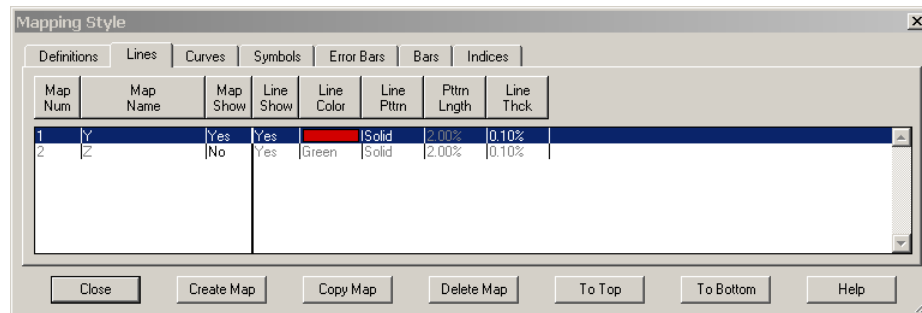 Mapping Style
Definitions Lines Curves Symbols Error Bars Bars Indices
Map Map Map Line Line Line Pttrn Line
Num Name Show Show Color Pttrn Lngth Thck
1 Y Yes Yes Solid 2.00% 0.10%
2 Z No Yes Green Solid 2.00% 0.10%
Close Create Map Copy Map Delete Map To Top To Bottom Help